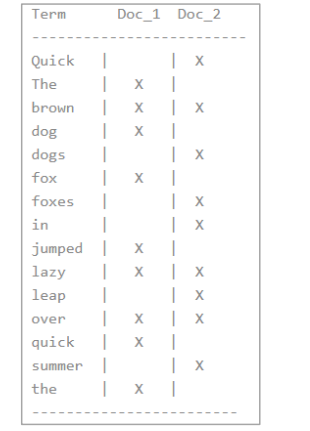 Term      Doc_1  Doc_2
-------------------------
Quick   |       |  X
The     |   X   |
brown   |   X   |  X
dog     |   X   |
dogs    |       |  X
fox     |   X   |
foxes   |       |  X
in      |       |  X
jumped  |   X   |
lazy    |   X   |  X
leap    |       |  X
over    |   X   |  X
quick   |   X   |
summer  |       |  X
the     |   X   |
------------------------